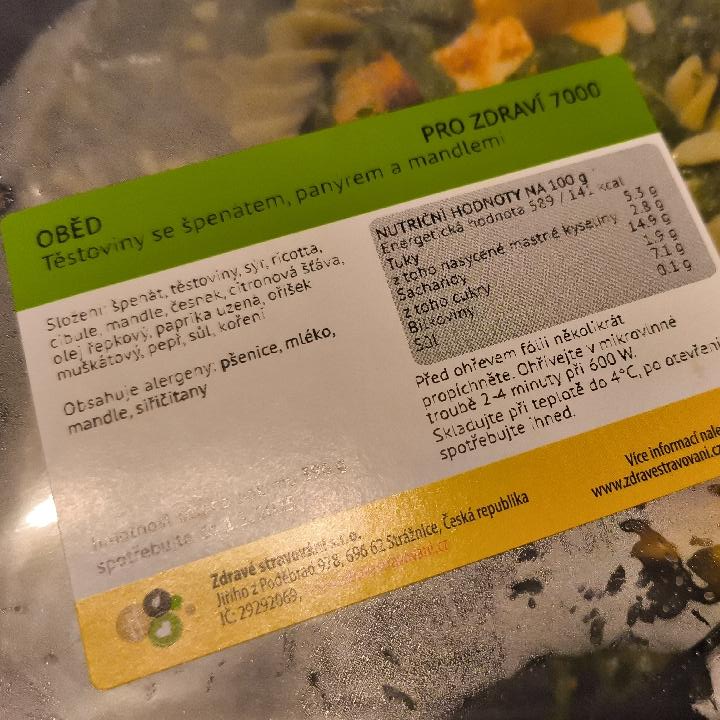 PRO ZDRAVÍ 7000
OBĚD
Těstoviny se špenátem, panyrem a mandlemi
Složení: špenát, těstoviny, sýr, ricotta,
cibule, mandle, česnek, citronová šťáva,
olej řepkový, paprika uzená, oříšek
muškátový, pepř, sůl, koření
Obsahuje alergeny: pšenice, mléko,
mandle, siřičitany
spotřebujte
NUTRIČNÍ HODNOTY NA 100 g
Energetická hodnota 589 / 141 kcal
Tuky 5.3 g
z toho nasycené mastné kyseliny 2.8 g
Sacharidy 14.9 g
z toho cukry 1.9 g
Bílkoviny 7.1 g
Sůl 0.1 g
Před ohřevem fólii několikrát
propíchněte. Ohřívejte v mikrovlnné
troubě 2-4 minuty při 600 W.
Skladujte při teplotě do 4°C, po otevření
spotřebujte ihned.
Zdravé stravování s.r.o.
Jiřího z Poděbrad 978, 696 62 Strážnice, Česká republika
IČ: 29292069,
Více informací nale
www.zdravestravovani.cz